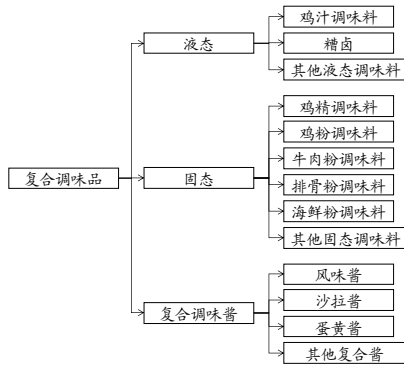 复合调味品
液态
鸡汁调味料
糟卤
其他液态调味料
固态
鸡精调味料
鸡粉调味料
牛肉粉调味料
排骨粉调味料
海鲜粉调味料
其他固态调味料
复合调味酱
风味酱
沙拉酱
蛋黄酱
其他复合酱